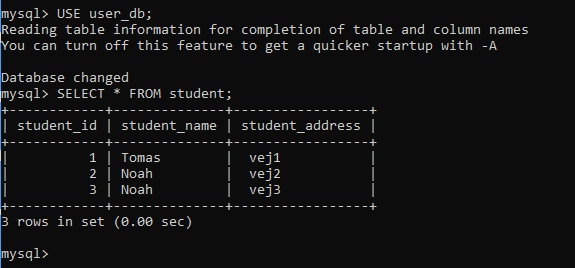 mysql> USE user_db;
Reading table information for completion of table and column names
You can turn off this feature to get a quicker startup with -A

Database changed
mysql> SELECT * FROM student;
+------------+--------------+-----------------+
| student_id | student_name | student_address |
+------------+--------------+-----------------+
|          1 | Tomas        |  vej1           |
|          2 | Noah         |  vej2           |
|          3 | Noah         |  vej3           |
+------------+--------------+-----------------+
3 rows in set (0.00 sec)

mysql>